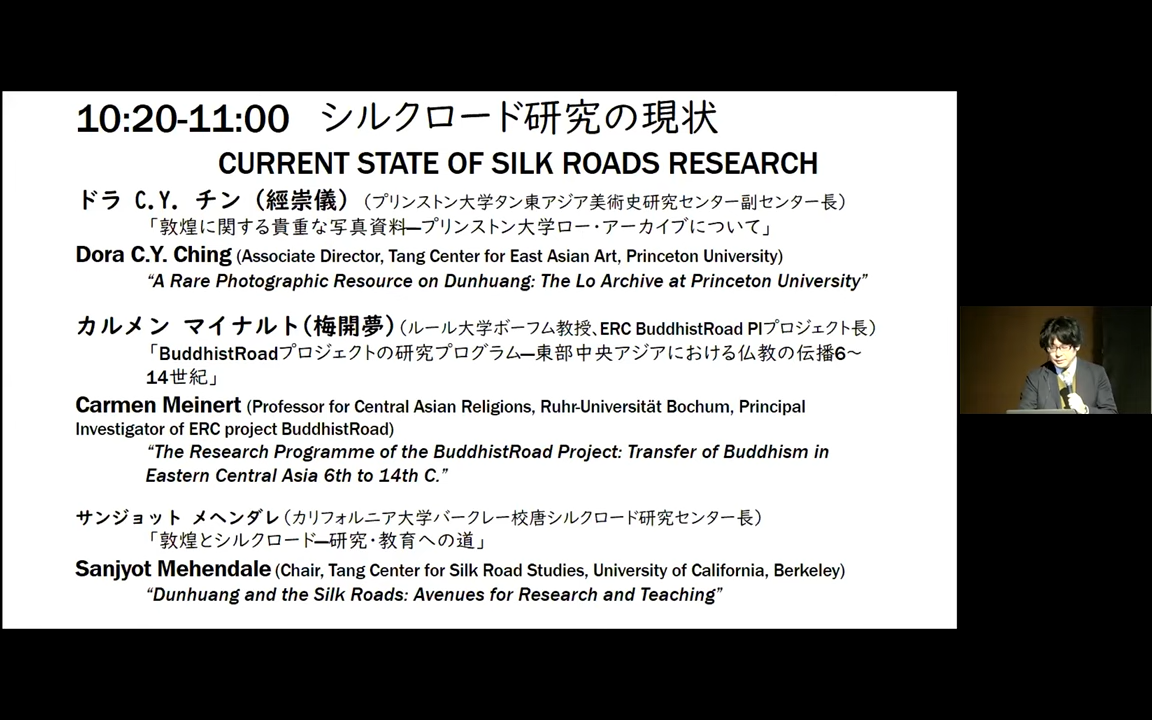 10:20-11:00 シルクロード研究の現状
CURRENT STATE OF SILK ROADS RESEARCH
ドラ C.Y. チン（經崇儀）（プリンストン大学タン東アジア美術史研究センター副センター長）
「敦煌に関する貴重な写真資料—プリンストン大学ロー・アーカイブについて」
Dora C.Y. Ching (Associate Director, Tang Center for East Asian Art, Princeton University)
“A Rare Photographic Resource on Dunhuang: The Lo Archive at Princeton University”
カルメン マイナルト（梅開夢）（ルール大学ボーフム教授、ERC BuddhistRoad PIプロジェクト長）
「BuddhistRoadプロジェクトの研究プログラム—東部中央アジアにおける仏教の伝播6～
14世紀」
Carmen Meinert (Professor for Central Asian Religions, Ruhr-Universität Bochum, Principal
Investigator of ERC project BuddhistRoad)
“The Research Programme of the BuddhistRoad Project: Transfer of Buddhism in
Eastern Central Asia 6th to 14th C.”
サンジョット メヘンダレ（カリフォルニア大学バークレー校唐シルクロード研究センター長）
「敦煌とシルクロード—研究・教育への道」
Sanjyot Mehendale (Chair, Tang Center for Silk Road Studies, University of California, Berkeley)
“Dunhuang and the Silk Roads: Avenues for Research and Teaching”